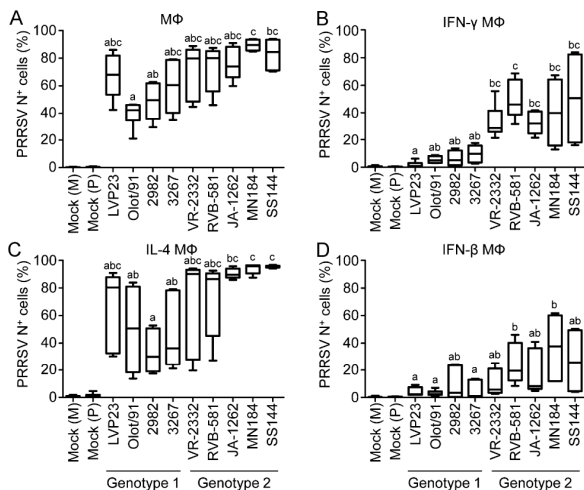 A
MΦ
PRRSV N⁺ cells (%)
100
80
60
40
20
0
abc
a
ab
abc
abc
abc
abc
c
abc
Mock (M)
Mock (P)
LVP23
Olot/91
2982
3267
VR-2332
RVB-581
JA-1262
MN184
SS144
B
IFN-γ MΦ
PRRSV N⁺ cells (%)
100
80
60
40
20
0
a
ab
abc
abc
bc
c
bc
bc
bc
Mock (M)
Mock (P)
LVP23
Olot/91
2982
3267
VR-2332
RVB-581
JA-1262
MN184
SS144
C
IL-4 MΦ
PRRSV N⁺ cells (%)
100
80
60
40
20
0
abc
ab
a
ab
abc
abc
bc
c
c
Mock (M)
Mock (P)
LVP23
Olot/91
2982
3267
VR-2332
RVB-581
JA-1262
MN184
SS144
Genotype 1
Genotype 2
D
IFN-β MΦ
PRRSV N⁺ cells (%)
100
80
60
40
20
0
a
a
ab
a
ab
b
ab
b
ab
Mock (M)
Mock (P)
LVP23
Olot/91
2982
3267
VR-2332
RVB-581
JA-1262
MN184
SS144
Genotype 1
Genotype 2